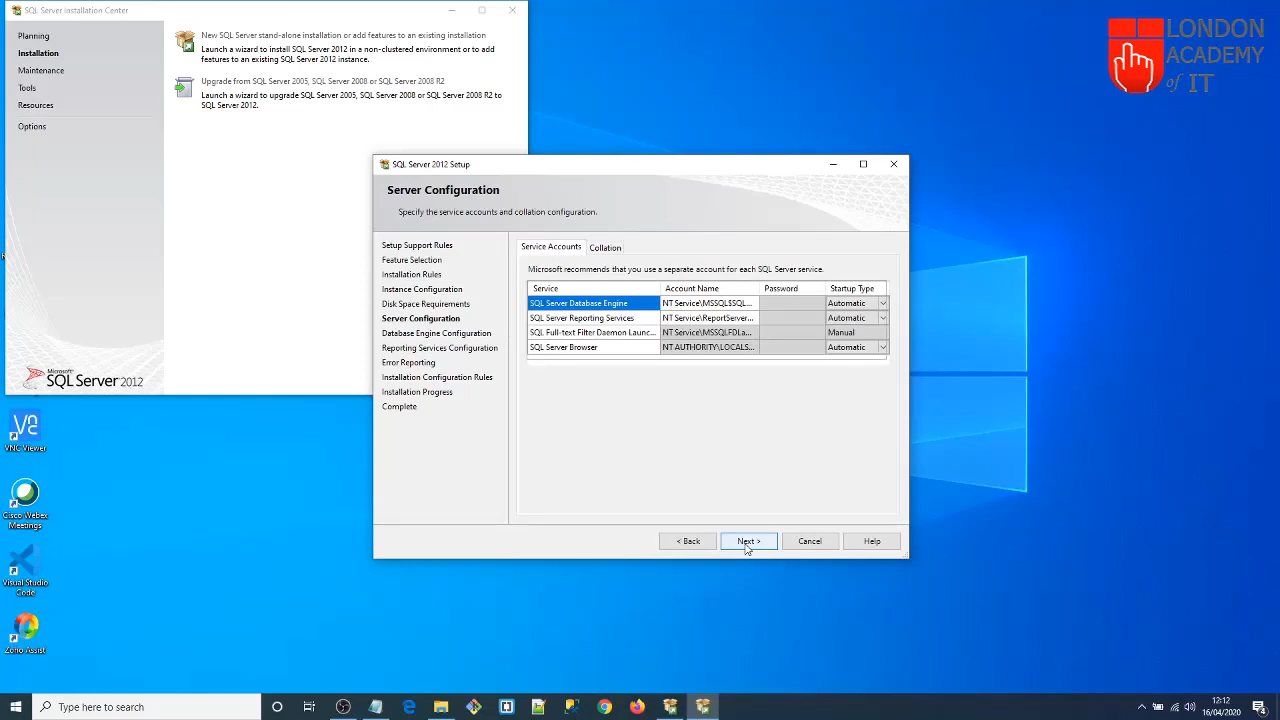 SQL Server Installation Center
Planning
Installation
Maintenance
Tools
Resources
Options
New SQL Server stand-alone installation or add features to an existing installation
Launch a wizard to install SQL Server 2012 in a non-clustered environment or to add
features to an existing SQL Server 2012 instance.
Upgrade from SQL Server 2005, SQL Server 2008 or SQL Server 2008 R2
Launch a wizard to upgrade SQL Server 2005, SQL Server 2008 or SQL Server 2008 R2 to
SQL Server 2012.
Microsoft
SQL Server 2012
LONDON
ACADEMY
of IT
SQL Server 2012 Setup
Server Configuration
Specify the service accounts and collation configuration.
Setup Support Rules
Feature Selection
Installation Rules
Instance Configuration
Disk Space Requirements
Server Configuration
Database Engine Configuration
Reporting Services Configuration
Error Reporting
Installation Configuration Rules
Installation Progress
Complete
Service Accounts Collation
Microsoft recommends that you use a separate account for each SQL Server service.
Service Account Name Password Startup Type
SQL Server Database Engine NT Service\MSSQL$SQL... Automatic
SQL Server Reporting Services NT Service\ReportServer... Automatic
SQL Full-text Filter Daemon Launc... NT Service\MSSQLFDLa... Manual
SQL Server Browser NT AUTHORITY\LOCALS... Automatic
< Back Next > Cancel Help
VNC Viewer
Cisco Webex
Meetings
Visual Studio
Code
Zoho Assist
Type here to search
12:12
16/04/2020